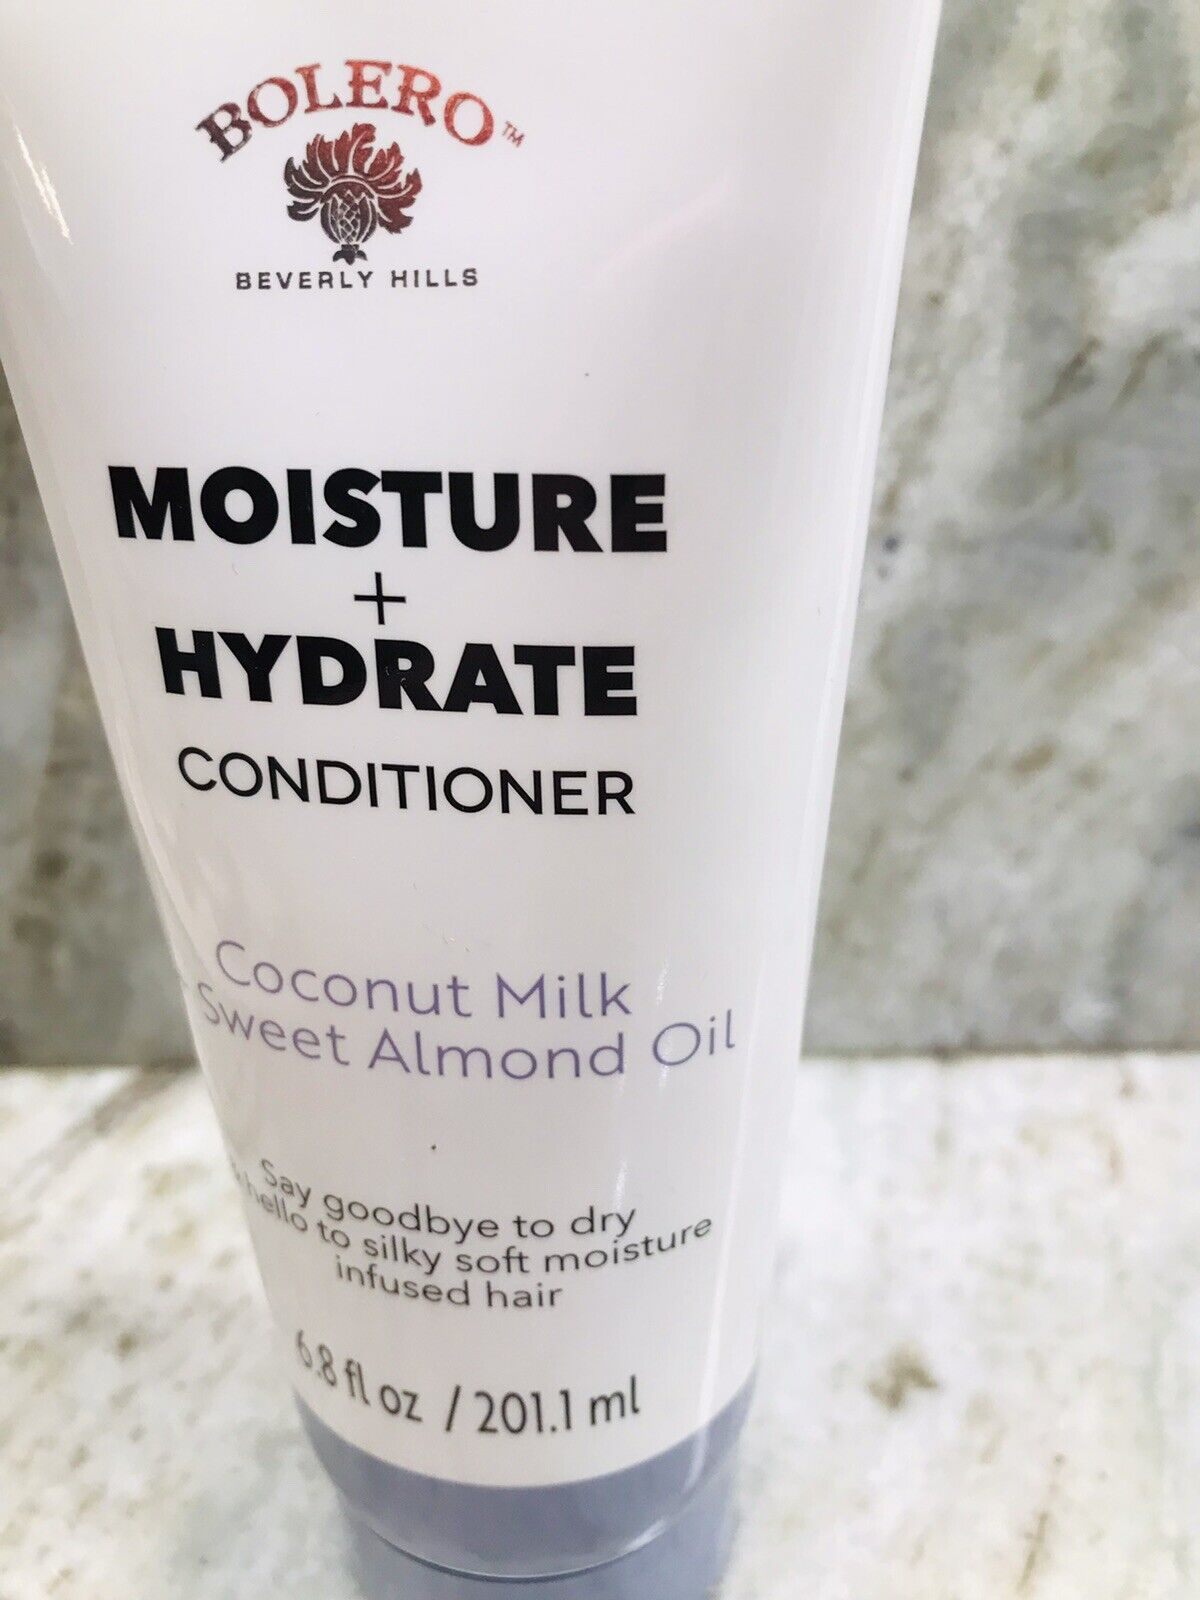 BOLERO™
BEVERLY HILLS
MOISTURE
+
HYDRATE
CONDITIONER
Coconut Milk
+ Sweet Almond Oil
Say goodbye to dry
& hello to silky soft moisture
infused hair
6.8 fl oz / 201.1 ml